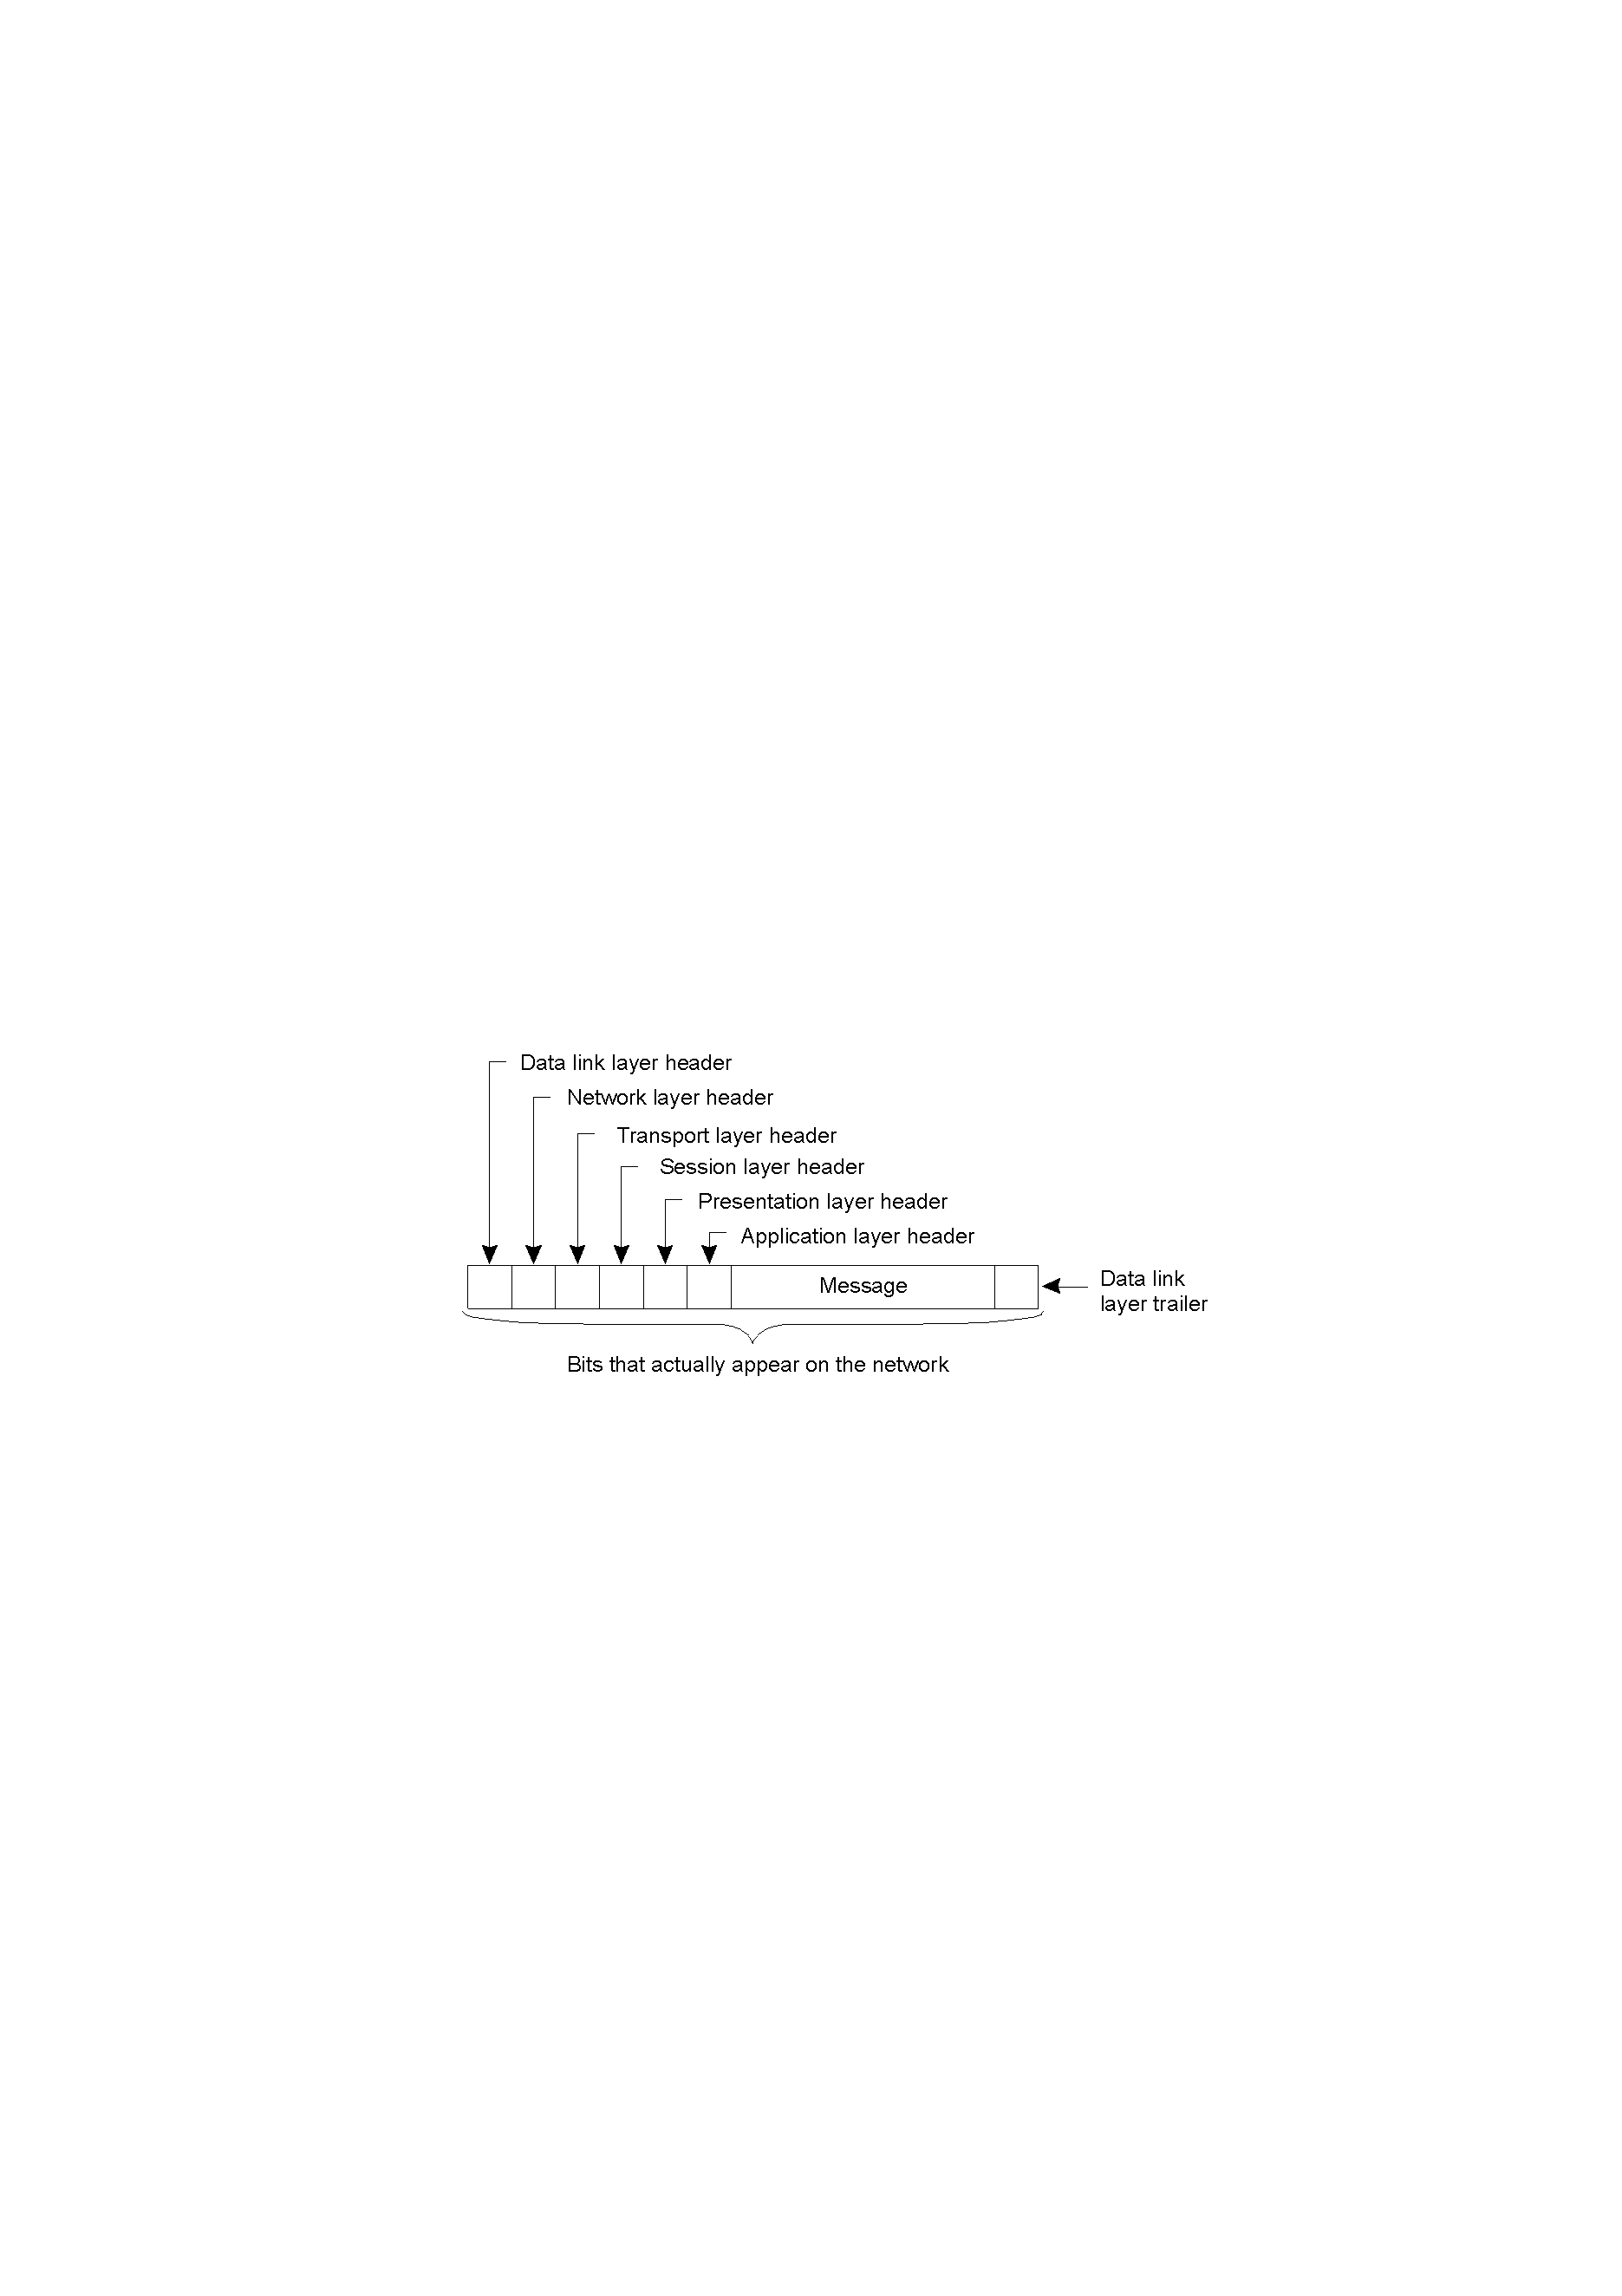 Data link layer header
Network layer header
Transport layer header
Session layer header
Presentation layer header
Application layer header
Message
Data link
layer trailer
Bits that actually appear on the network